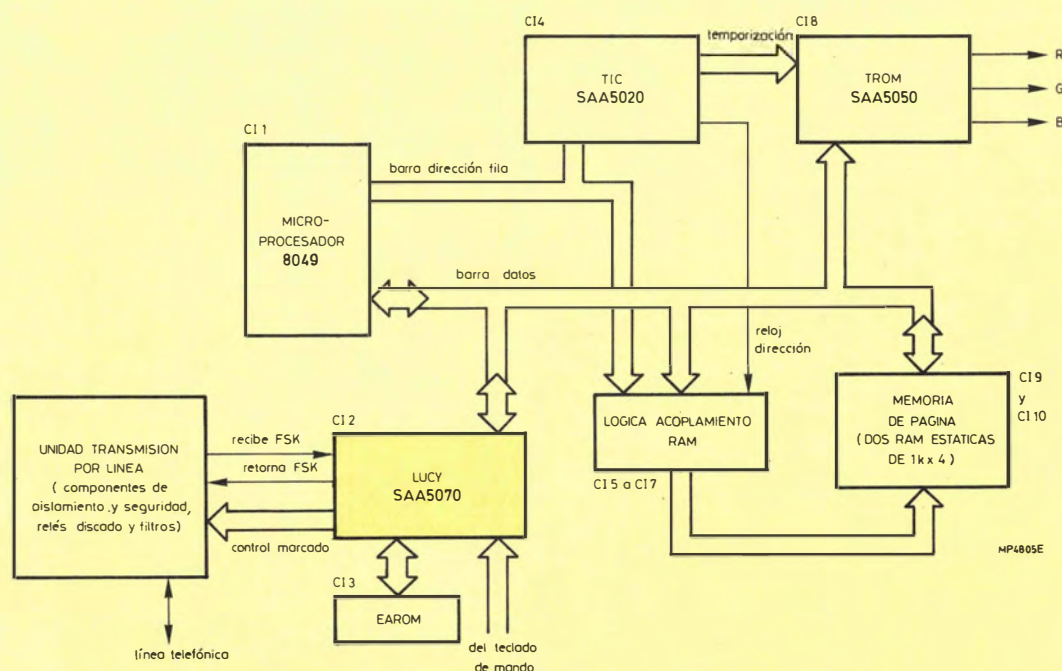 CI4
temporización
CI8
TIC
SAA5020
TROM
SAA5050
R
G
B
CI1
barra dirección fila
MICRO-
PROCESADOR
8049
barra datos
reloj
dirección
CI9
y
CI10
MEMORIA
DE PAGINA
(DOS RAM ESTATICAS
DE 1k x 4)
LOGICA ACOPLAMIENTO
RAM
CI5 a CI7
UNIDAD TRANSMISION
POR LINEA
( componentes de
aislamiento .y seguridad,
relés discado y filtros)
recibe FSK
retorna FSK
control marcado
CI2
LUCY
SAA5070
CI3
EAROM
línea telefónica
del teclado
de mando
MP4805E